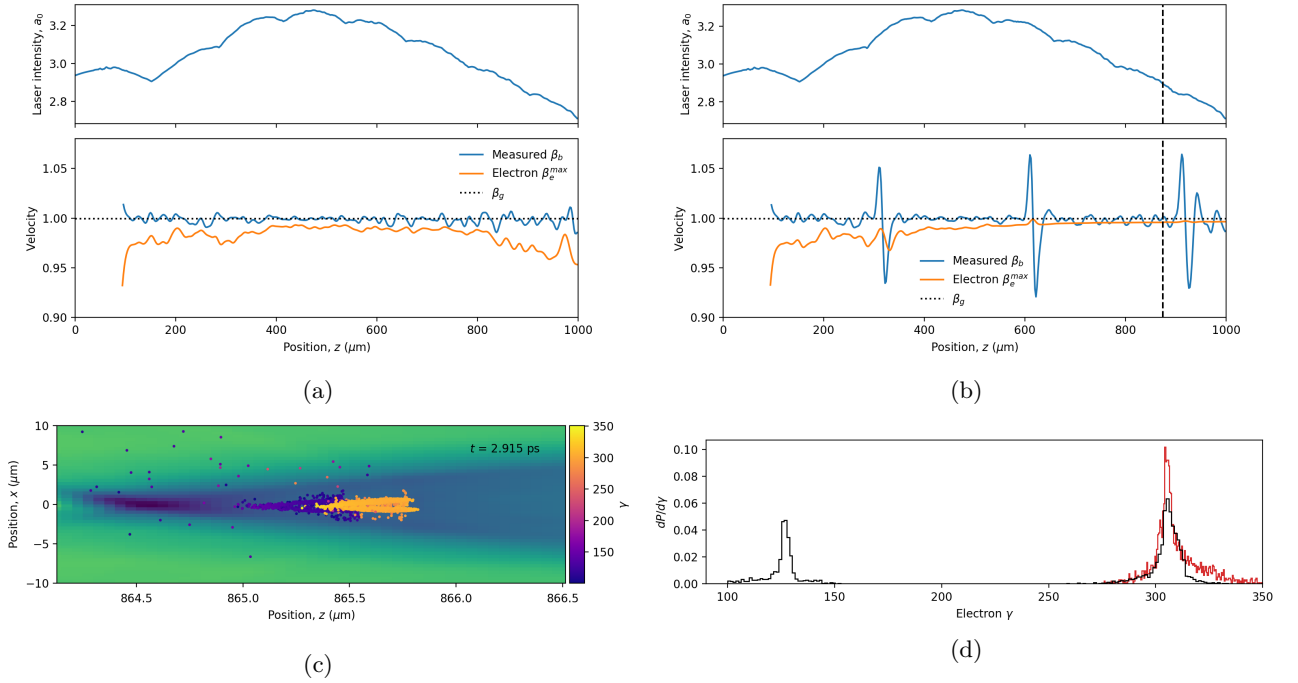 Laser intensity, a₀
3.2
3.0
2.8
Velocity
1.05
1.00
0.95
0.90
Measured β_b
Electron β_e^max
β_g
0 200 400 600 800 1000
Position, z (μm)
(a)
Laser intensity, a₀
3.2
3.0
2.8
Velocity
1.05
1.00
0.95
0.90
Measured β_b
Electron β_e^max
β_g
0 200 400 600 800 1000
Position, z (μm)
(b)
Position, x (μm)
10
5
0
−5
−10
t = 2.915 ps
864.5 865.0 865.5 866.0 866.5
Position, z (μm)
350
300
250
200
150
100
γ
(c)
dP/dγ
0.10
0.08
0.06
0.04
0.02
0.00
100 150 200 250 300 350
Electron γ
(d)